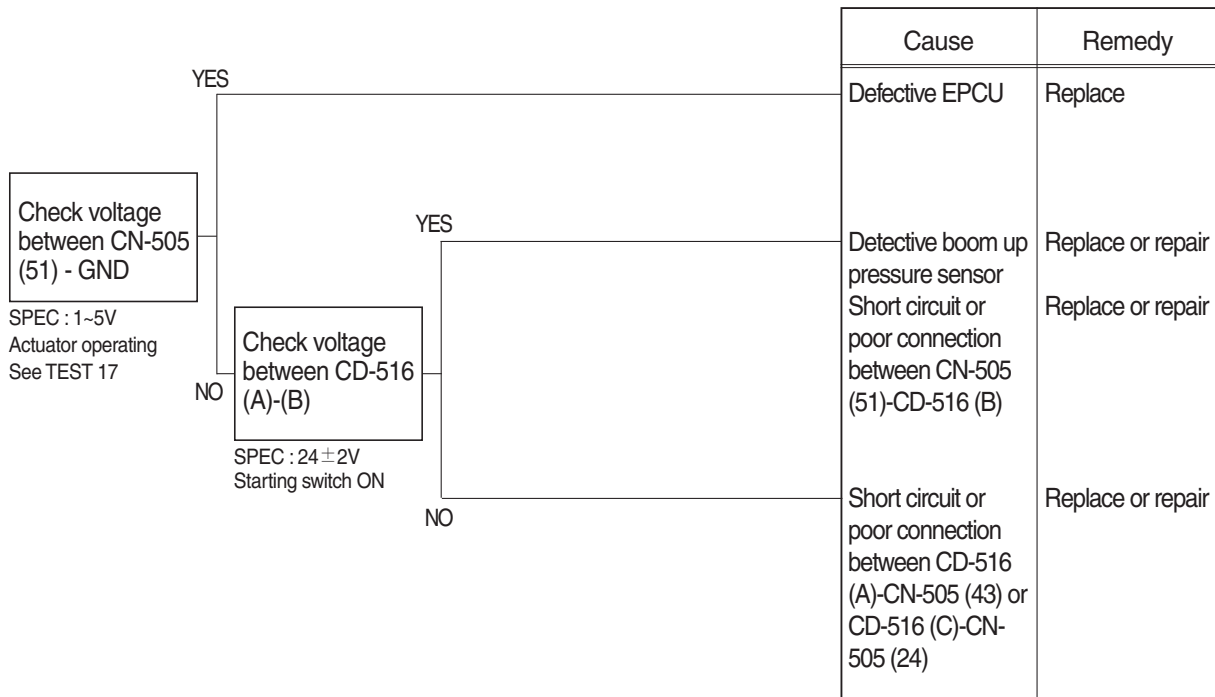 Cause
Remedy
YES
Defective EPCU
Replace
Check voltage
between CN-505
(51) - GND
SPEC : 1~5V
Actuator operating
See TEST 17
YES
Detective boom up
pressure sensor
Replace or repair
Short circuit or
poor connection
between CN-505
(51)-CD-516 (B)
Replace or repair
NO
Check voltage
between CD-516
(A)-(B)
SPEC : 24±2V
Starting switch ON
NO
Short circuit or
poor connection
between CD-516
(A)-CN-505 (43) or
CD-516 (C)-CN-
505 (24)
Replace or repair